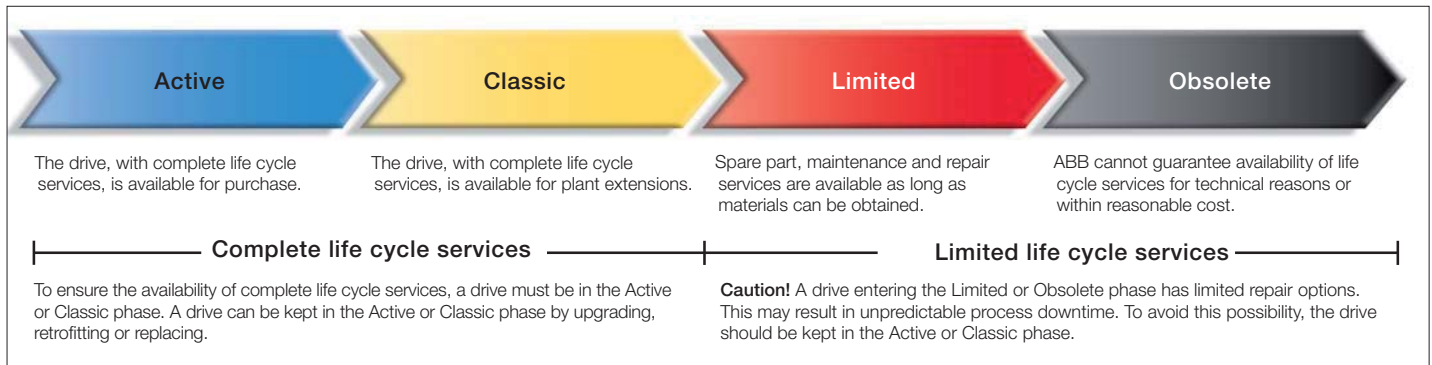 Active
Classic
Limited
Obsolete
The drive, with complete life cycle
services, is available for purchase.
The drive, with complete life cycle
services, is available for plant extensions.
Spare part, maintenance and repair
services are available as long as
materials can be obtained.
ABB cannot guarantee availability of life
cycle services for technical reasons or
within reasonable cost.
Complete life cycle services
Limited life cycle services
To ensure the availability of complete life cycle services, a drive must be in the Active
or Classic phase. A drive can be kept in the Active or Classic phase by upgrading,
retrofitting or replacing.
Caution! A drive entering the Limited or Obsolete phase has limited repair options.
This may result in unpredictable process downtime. To avoid this possibility, the drive
should be kept in the Active or Classic phase.